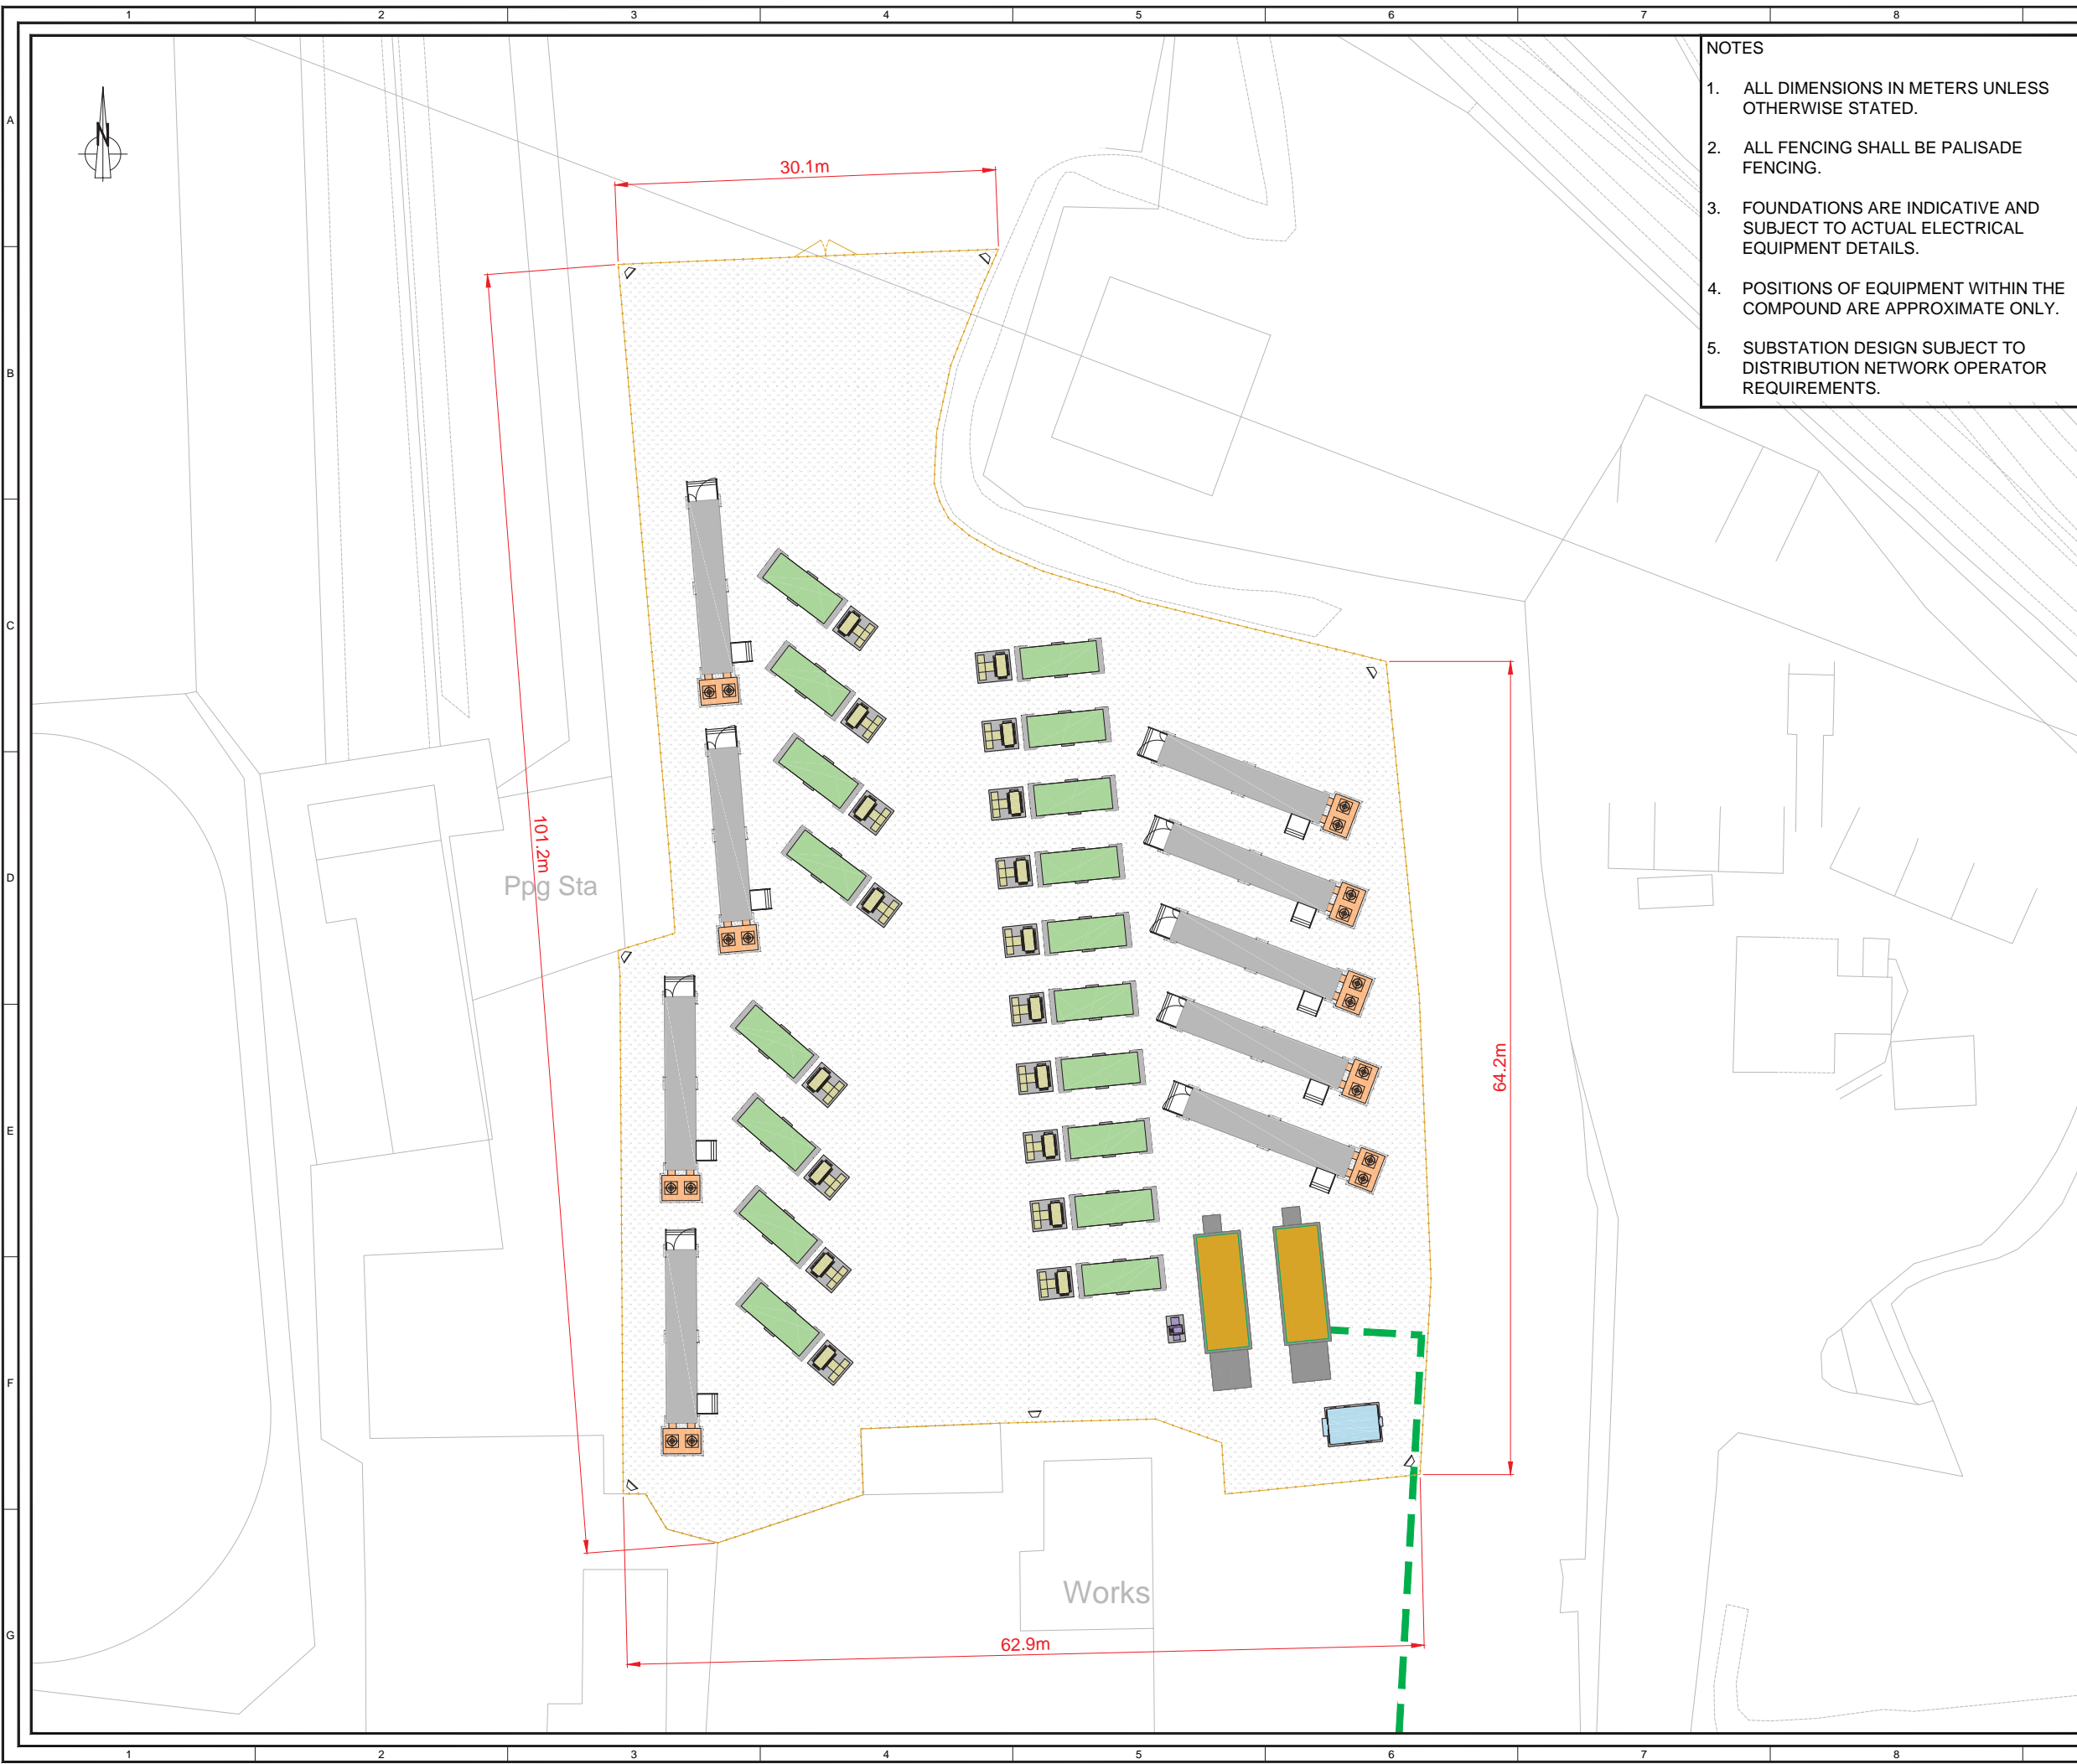 1 2 3 4 5 6 7 8
NOTES
1. ALL DIMENSIONS IN METERS UNLESS
OTHERWISE STATED.
2. ALL FENCING SHALL BE PALISADE
FENCING.
3. FOUNDATIONS ARE INDICATIVE AND
SUBJECT TO ACTUAL ELECTRICAL
EQUIPMENT DETAILS.
4. POSITIONS OF EQUIPMENT WITHIN THE
COMPOUND ARE APPROXIMATE ONLY.
5. SUBSTATION DESIGN SUBJECT TO
DISTRIBUTION NETWORK OPERATOR
REQUIREMENTS.
A
N
30.1m
B
C
D
101.2m
Ppg Sta
64.2m
E
F
Works
G
62.9m
1 2 3 4 5 6 7 8